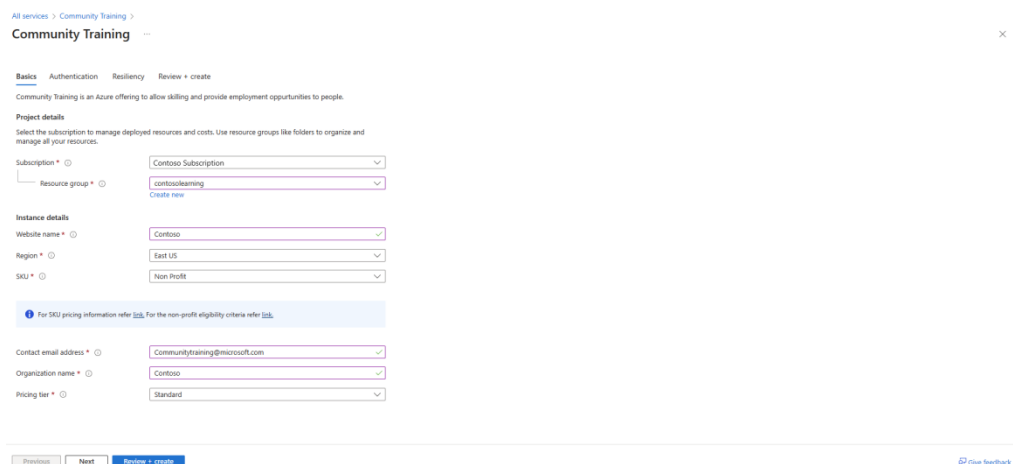 All services > Community Training >
Community Training ...
Basics Authentication Resiliency Review + create
Community Training is an Azure offering to allow skilling and provide employment oppurtunities to people.
Project details
Select the subscription to manage deployed resources and costs. Use resource groups like folders to organize and
manage all your resources.
Subscription * Contoso Subscription
Resource group * contosolearning
Create new
Instance details
Website name * Contoso
Region * East US
SKU * Non Profit
For SKU pricing information refer link. For the non-profit eligibility criteria refer link.
Contact email address * Communitytraining@microsoft.com
Organization name * Contoso
Pricing tier * Standard
Previous Next Review + create Give feedback